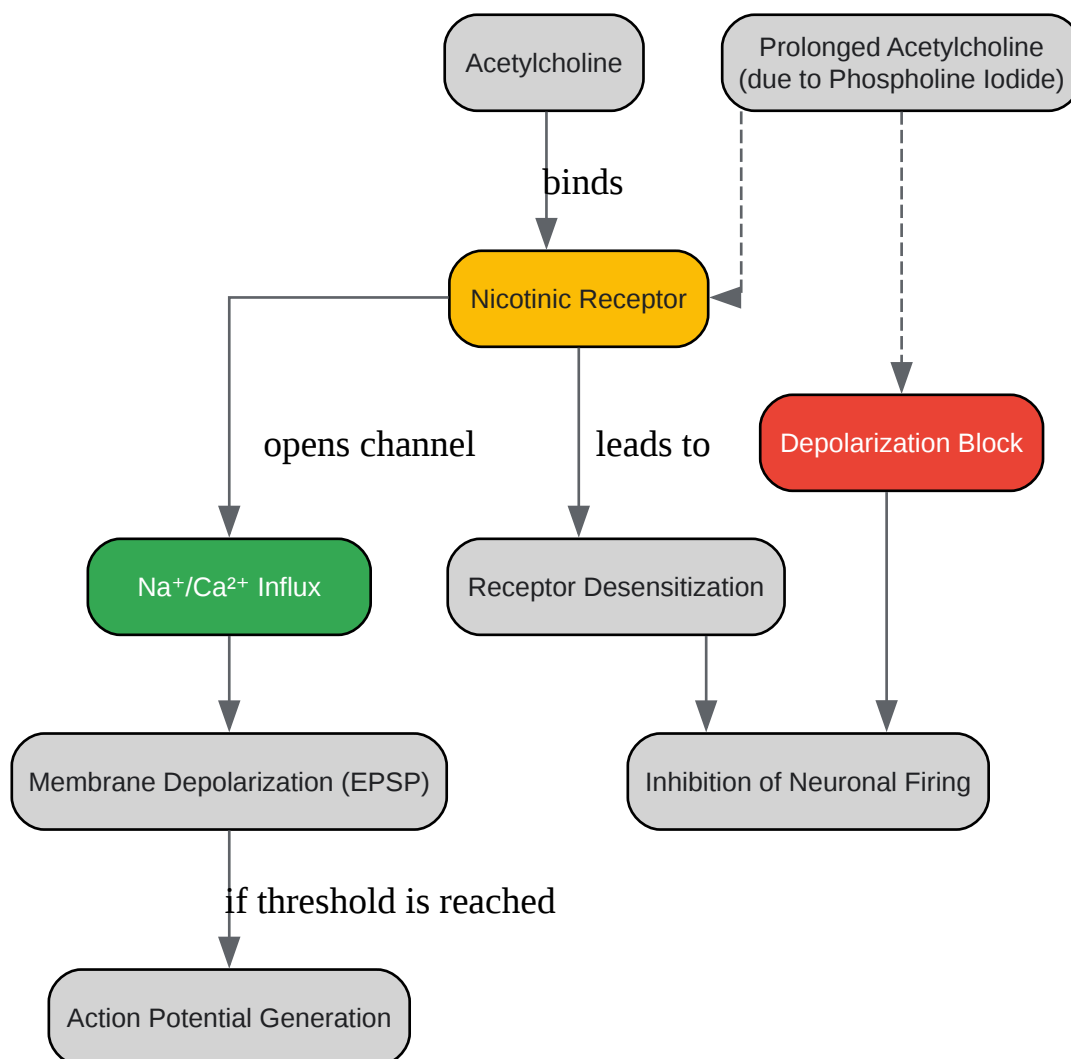 Acetylcholine
Prolonged Acetylcholine
(due to Phospholine Iodide)
binds
Nicotinic Receptor
opens channel
leads to
Depolarization Block
Na⁺/Ca²⁺ Influx
Receptor Desensitization
Membrane Depolarization (EPSP)
Inhibition of Neuronal Firing
if threshold is reached
Action Potential Generation